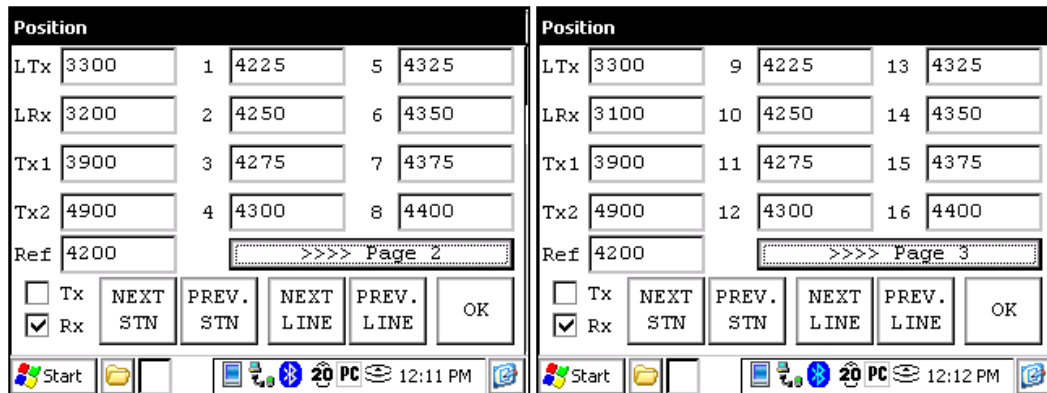 Position
LTx 3300 1 4225 5 4325
LRx 3200 2 4250 6 4350
Tx1 3900 3 4275 7 4375
Tx2 4900 4 4300 8 4400
Ref 4200 >>>> Page 2
Tx
Rx
NEXT STN
PREV. STN
NEXT LINE
PREV. LINE
OK
Start 20 PC 12:11 PM
Position
LTx 3300 9 4225 13 4325
LRx 3100 10 4250 14 4350
Tx1 3900 11 4275 15 4375
Tx2 4900 12 4300 16 4400
Ref 4200 >>>> Page 3
Tx
Rx
NEXT STN
PREV. STN
NEXT LINE
PREV. LINE
OK
Start 20 PC 12:12 PM